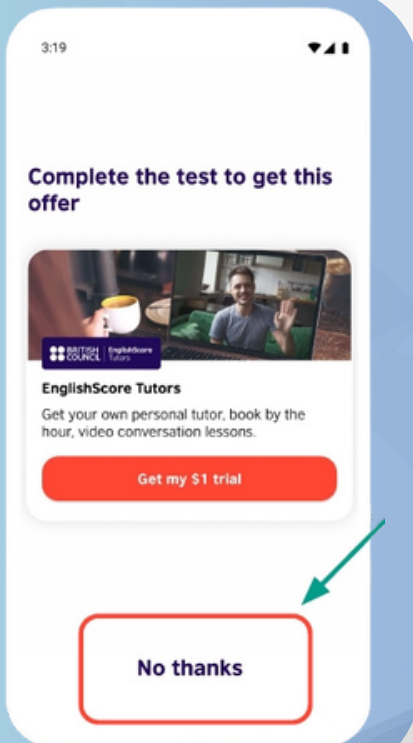 3:19
Complete the test to get this
offer
BRITISH
COUNCIL
EnglishScore
Tutors
EnglishScore Tutors
Get your own personal tutor, book by the
hour, video conversation lessons.
Get my $1 trial
No thanks